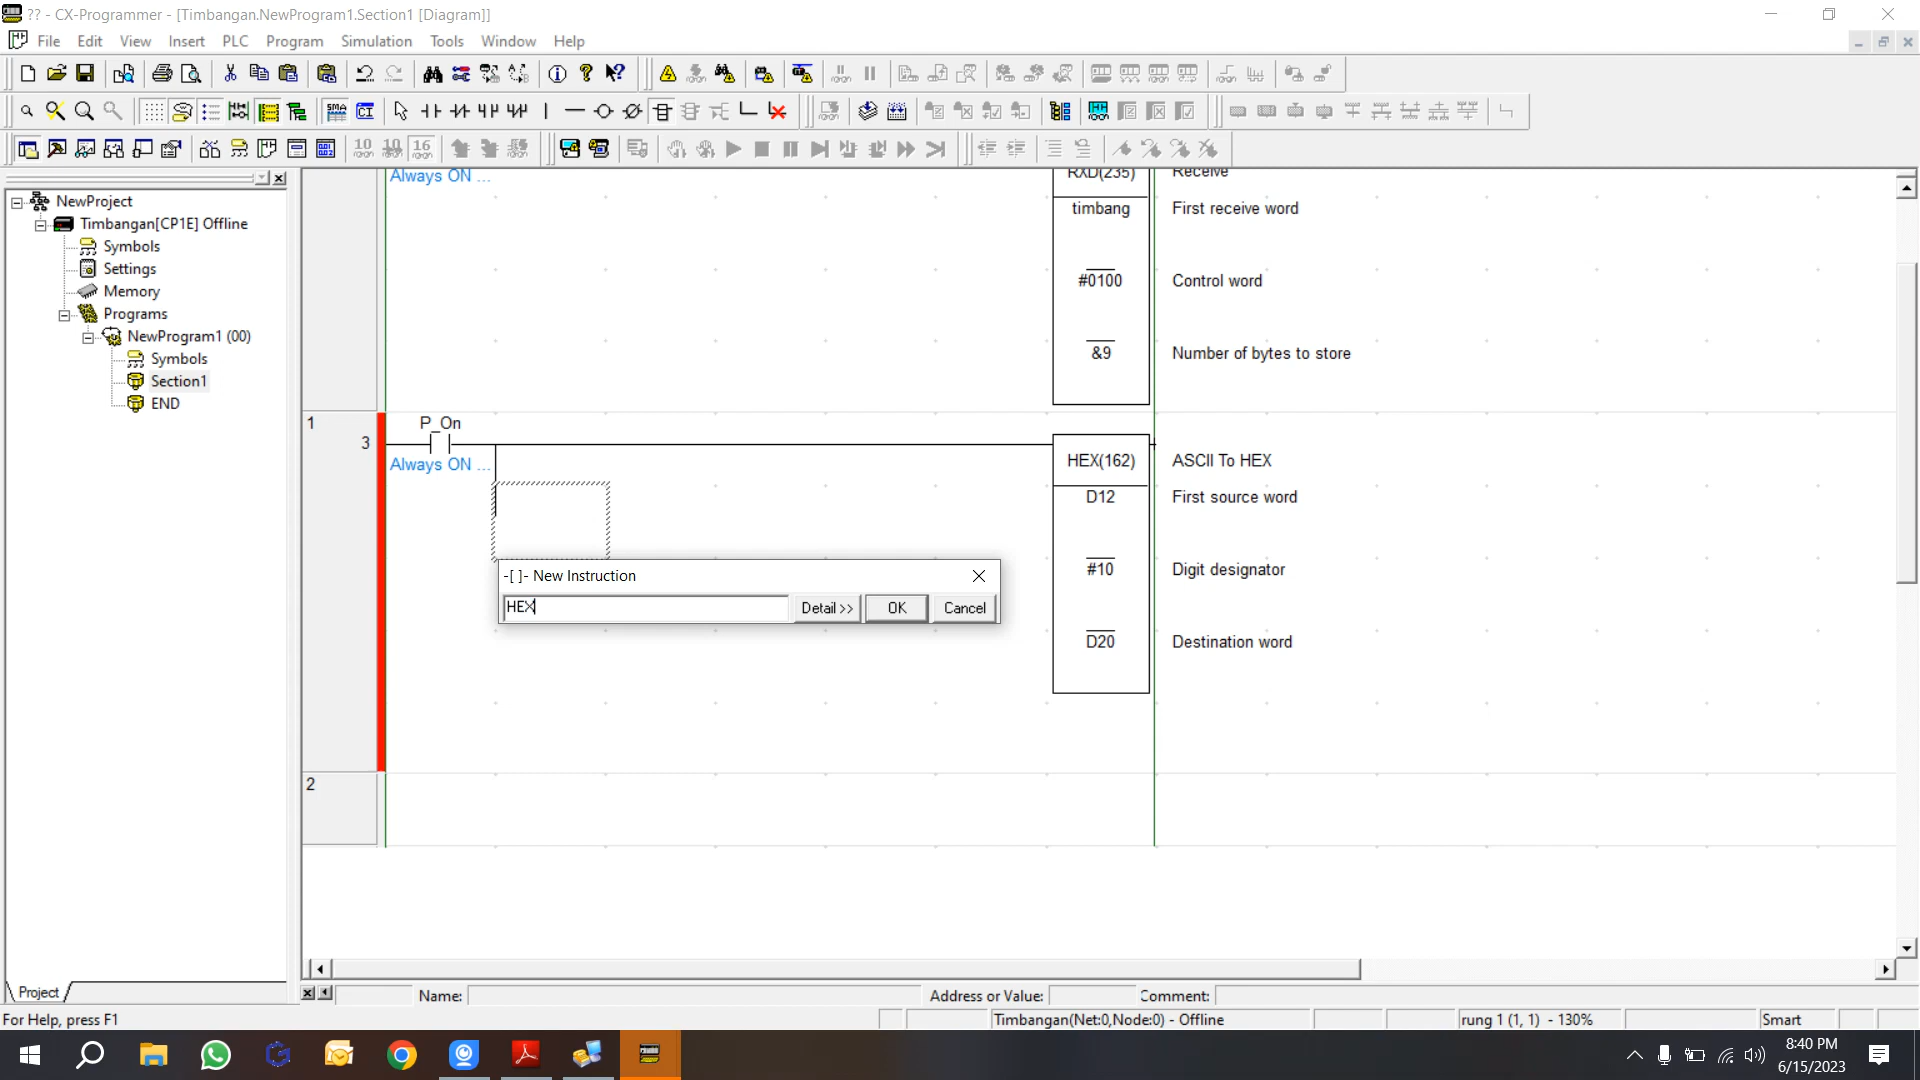 ?? - CX-Programmer - [Timbangan.NewProgram1.Section1 [Diagram]]
File Edit View Insert PLC Program Simulation Tools Window Help
SMA
CI
10 10 16
NewProject
Timbangan[CP1E] Offline
Symbols
Settings
Memory
Programs
NewProgram1 (00)
Symbols
Section1
END
Project
Always ON ...
RXD(235) Receive
timbang First receive word
#0100 Control word
&9 Number of bytes to store
1
3
P_On
Always ON ...
HEX(162) ASCII To HEX
D12 First source word
#10 Digit designator
D20 Destination word
-[ ]- New Instruction
HEX Detail >> OK Cancel
2
Name: Address or Value: Comment:
For Help, press F1 Timbangan(Net:0,Node:0) - Offline rung 1 (1, 1) - 130% Smart
8:40 PM
6/15/2023